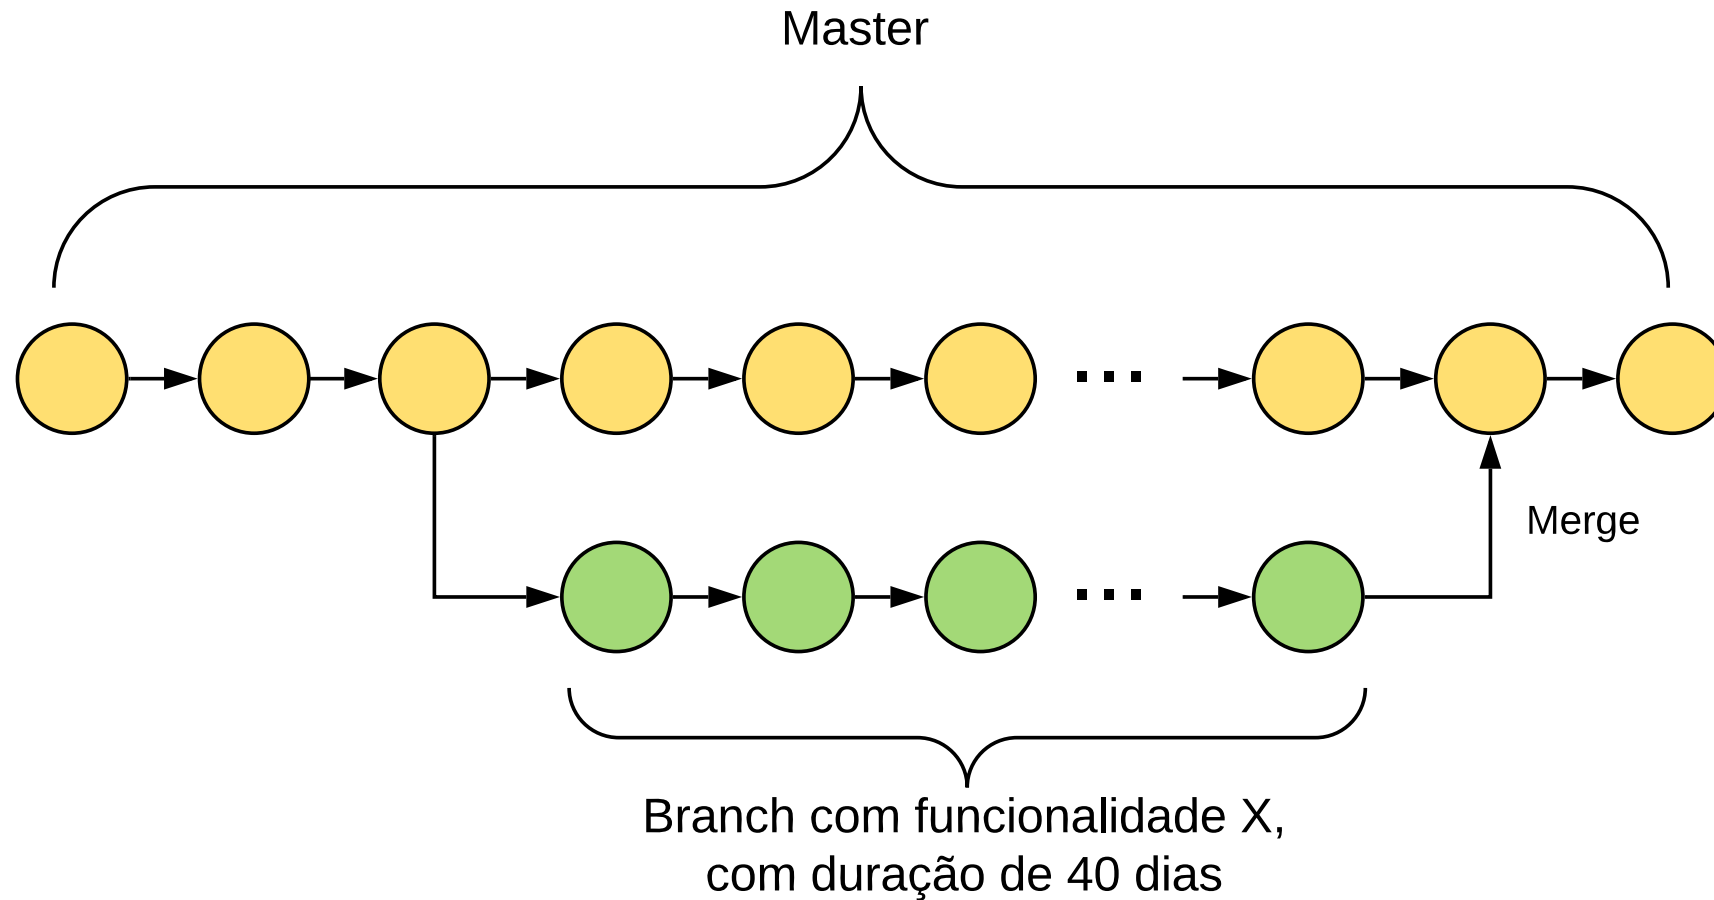 Master
Merge
Branch com funcionalidade X,
com duração de 40 dias